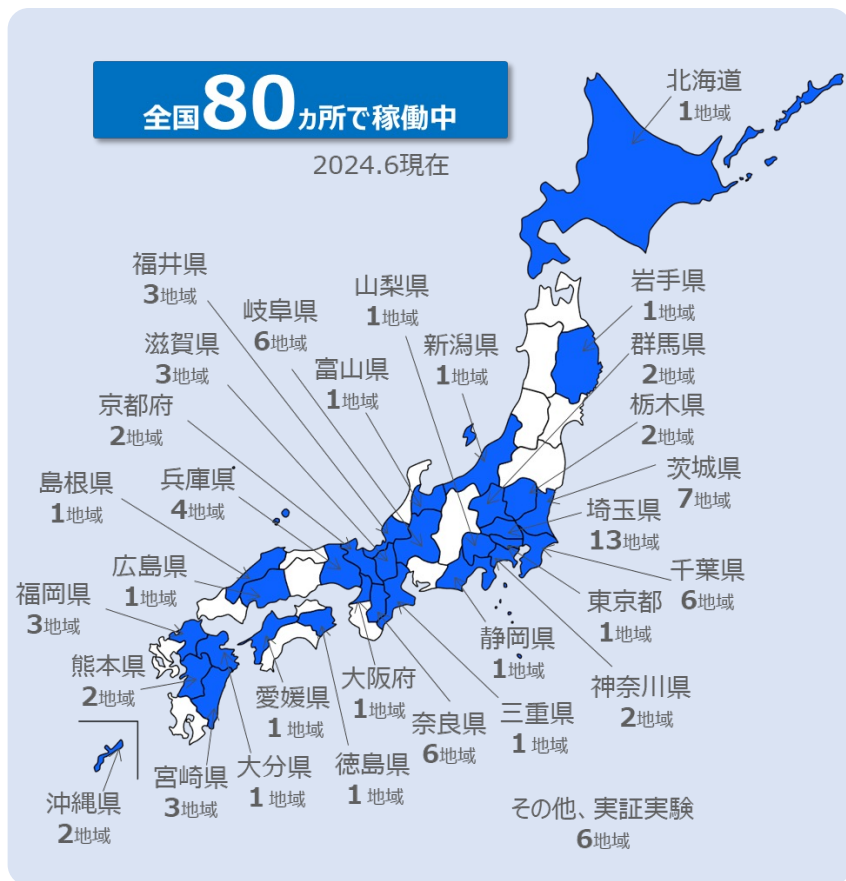 全国80ヵ所で稼働中
2024.6現在
北海道
1地域
福井県
3地域
山梨県
1地域
岩手県
1地域
岐阜県
6地域
滋賀県
3地域
新潟県
1地域
群馬県
2地域
富山県
1地域
京都府
2地域
栃木県
2地域
兵庫県
4地域
島根県
1地域
茨城県
7地域
埼玉県
13地域
広島県
1地域
千葉県
6地域
福岡県
3地域
東京都
1地域
静岡県
1地域
熊本県
2地域
愛媛県
1地域
大阪府
1地域
神奈川県
2地域
奈良県
6地域
三重県
1地域
宮崎県
3地域
大分県
1地域
徳島県
1地域
沖縄県
2地域
その他、実証実験
6地域